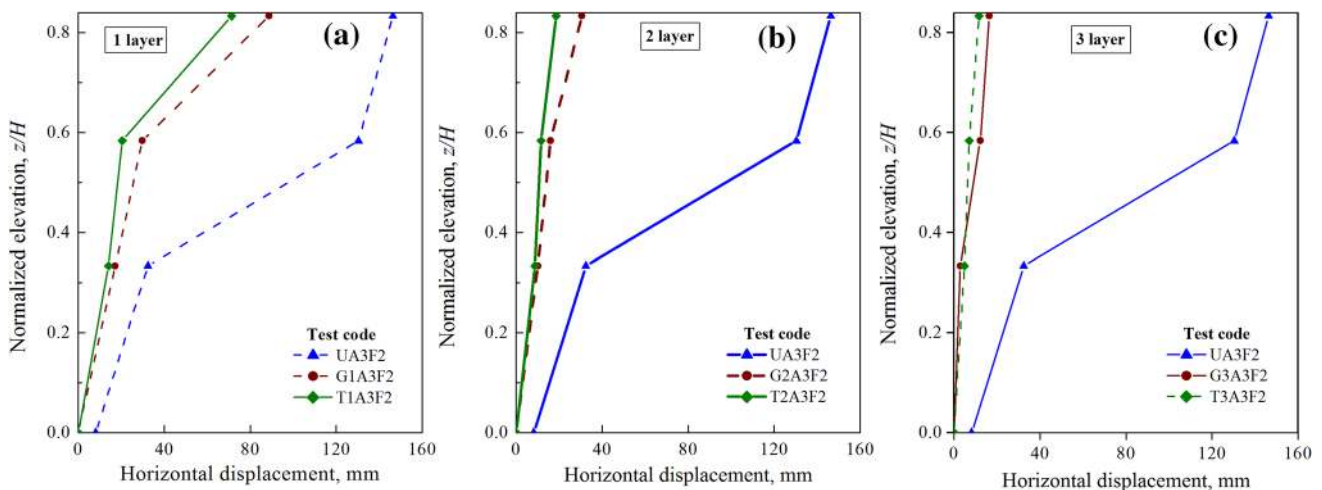 1 layer
(a)
0.8
0.6
0.4
0.2
0.0
Normalized elevation, z/H
Test code
UA3F2
G1A3F2
T1A3F2
0
40
80
120
160
Horizontal displacement, mm
2 layer
(b)
0.8
0.6
0.4
0.2
0.0
Normalized elevation, z/H
Test code
UA3F2
G2A3F2
T2A3F2
0
40
80
120
160
Horizontal displacement, mm
3 layer
(c)
0.8
0.6
0.4
0.2
0.0
Normalized elevation, z/H
Test code
UA3F2
G3A3F2
T3A3F2
0
40
80
120
160
Horizontal displacement, mm